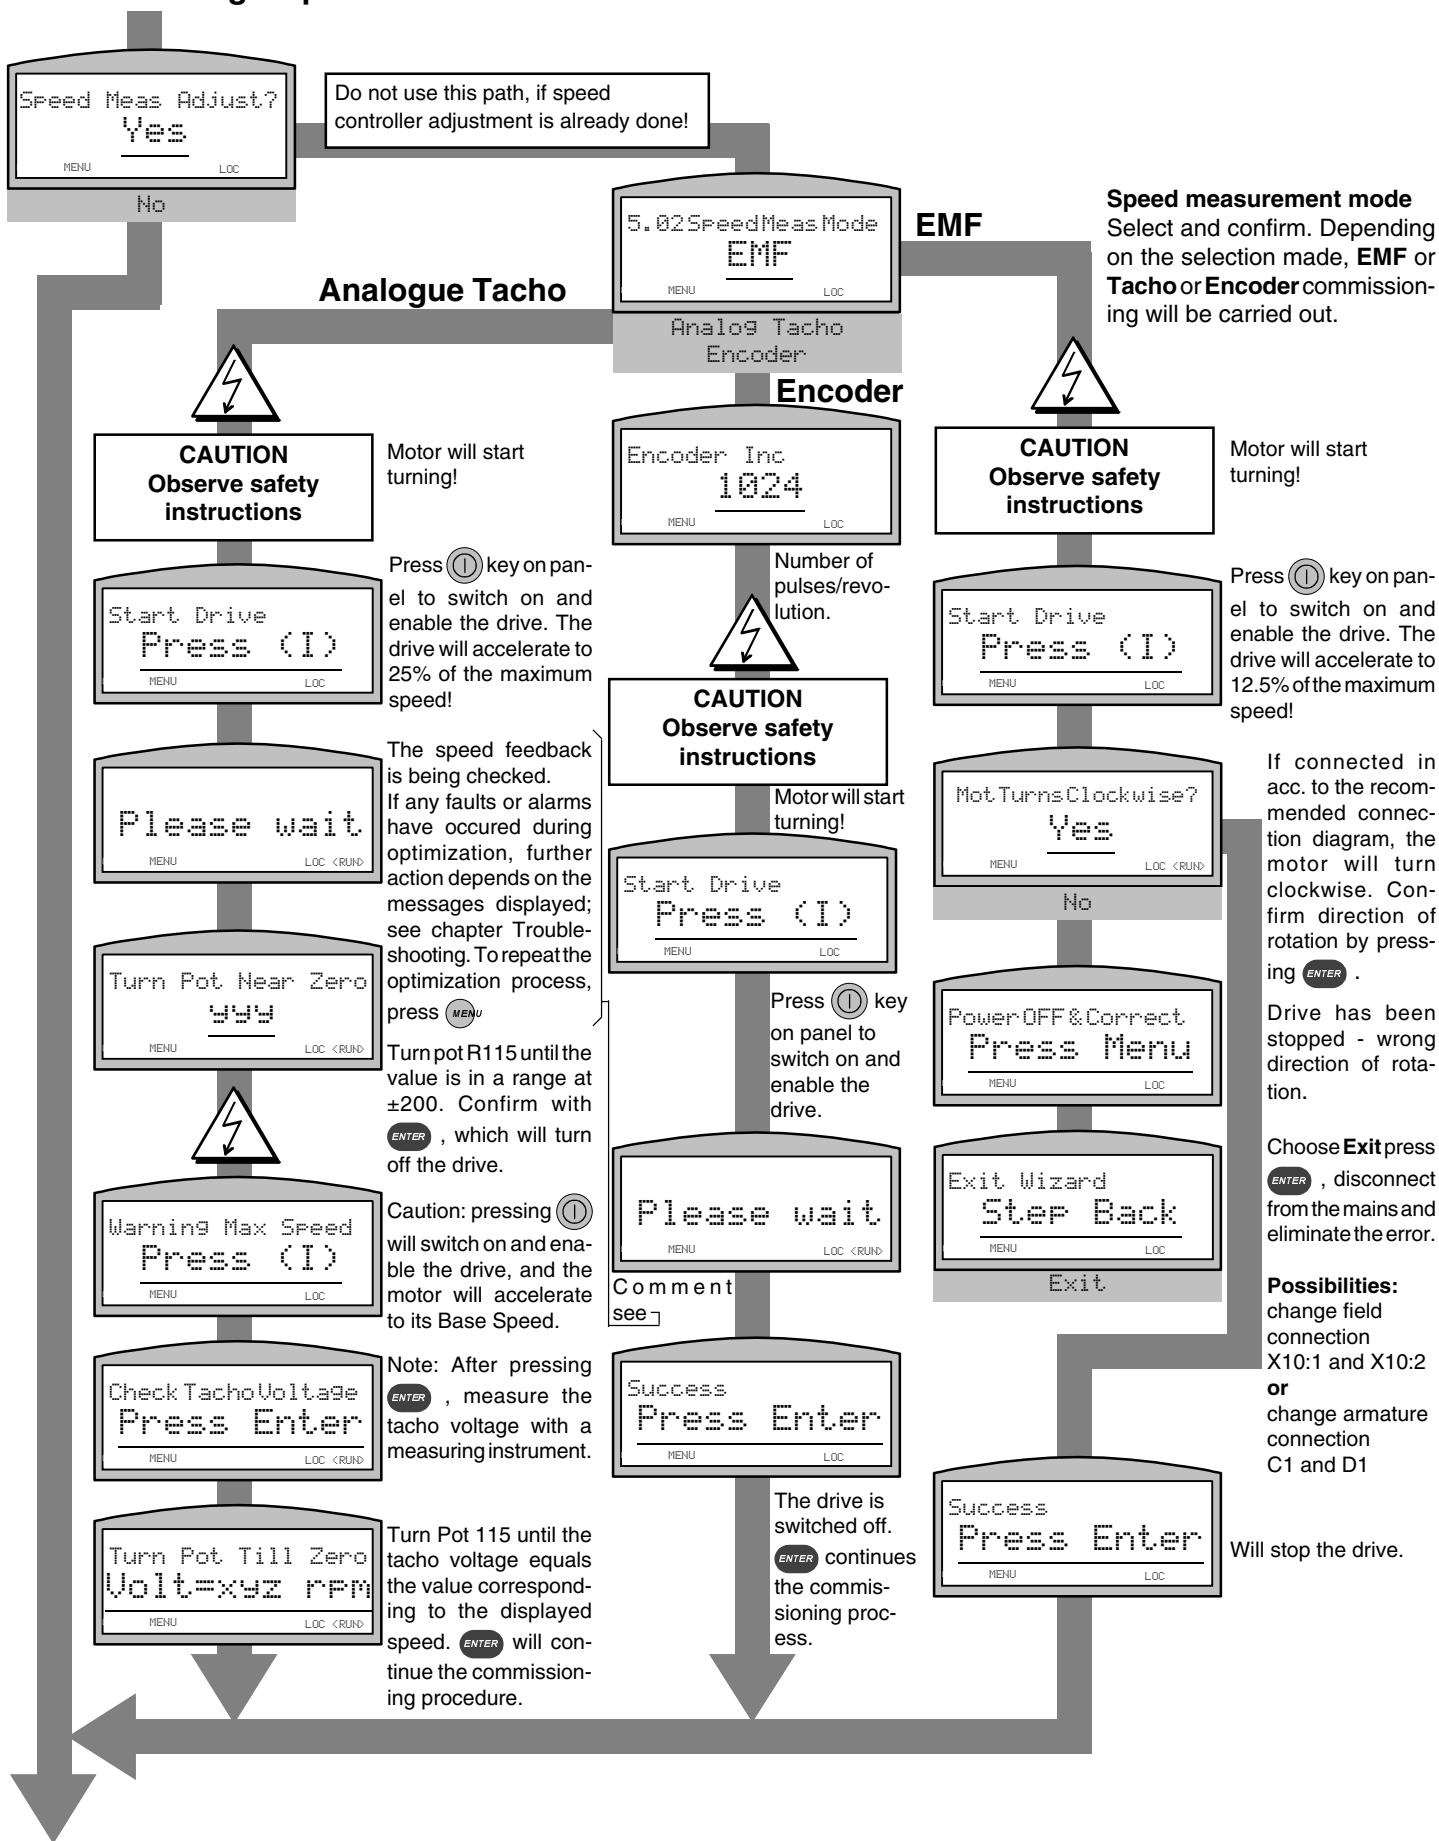 Speed Meas Adjust?
Yes
MENU LOC
No
Do not use this path, if speed
controller adjustment is already done!
5.02SpeedMeasMode
EMF
MENU LOC
Analog Tacho
Encoder
EMF
Speed measurement mode
Select and confirm. Depending
on the selection made, EMF or
Tacho or Encoder commission-
ing will be carried out.
Analogue Tacho
CAUTION
Observe safety
instructions
Motor will start
turning!
Start Drive
Press (I)
MENU LOC
Press key on pan-
el to switch on and
enable the drive. The
drive will accelerate to
25% of the maximum
speed!
Please wait
MENU LOC <RUN>
The speed feedback
is being checked.
If any faults or alarms
have occured during
optimization, further
action depends on the
messages displayed;
see chapter Trouble-
shooting. To repeat the
optimization process,
press MENU
Turn Pot Near Zero
yyy
MENU LOC <RUN>
Turn pot R115 until the
value is in a range at
±200. Confirm with
ENTER , which will turn
off the drive.
Warning Max Speed
Press (I)
MENU LOC
Caution: pressing
will switch on and ena-
ble the drive, and the
motor will accelerate
to its Base Speed.
Check Tacho Voltage
Press Enter
MENU LOC <RUN>
Note: After pressing
ENTER , measure the
tacho voltage with a
measuring instrument.
Turn Pot Till Zero
Volt=xyz rpm
MENU LOC <RUN>
Turn Pot 115 until the
tacho voltage equals
the value correspond-
ing to the displayed
speed. ENTER will con-
tinue the commission-
ing procedure.
Encoder
Encoder Inc
1024
MENU LOC
Number of
pulses/revo-
lution.
CAUTION
Observe safety
instructions
Motor will start
turning!
Start Drive
Press (I)
MENU LOC
Press key
on panel to
switch on and
enable the
drive.
Please wait
MENU LOC <RUN>
Comment
see
Success
Press Enter
MENU LOC
The drive is
switched off.
ENTER continues
the commis-
sioning proc-
ess.
CAUTION
Observe safety
instructions
Motor will start
turning!
Start Drive
Press (I)
MENU LOC
Press key on pan-
el to switch on and
enable the drive. The
drive will accelerate to
12.5% of the maximum
speed!
MotTurnsClockwise?
Yes
MENU LOC <RUN>
No
If connected in
acc. to the recom-
mended connec-
tion diagram, the
motor will turn
clockwise. Con-
firm direction of
rotation by press-
ing ENTER .
PowerOFF&Correct
Press Menu
MENU LOC
Drive has been
stopped - wrong
direction of rota-
tion.
Exit Wizard
Step Back
MENU LOC
Exit
Choose Exit press
ENTER , disconnect
from the mains and
eliminate the error.
Possibilities:
change field
connection
X10:1 and X10:2
or
change armature
connection
C1 and D1
Success
Press Enter
MENU LOC
Will stop the drive.